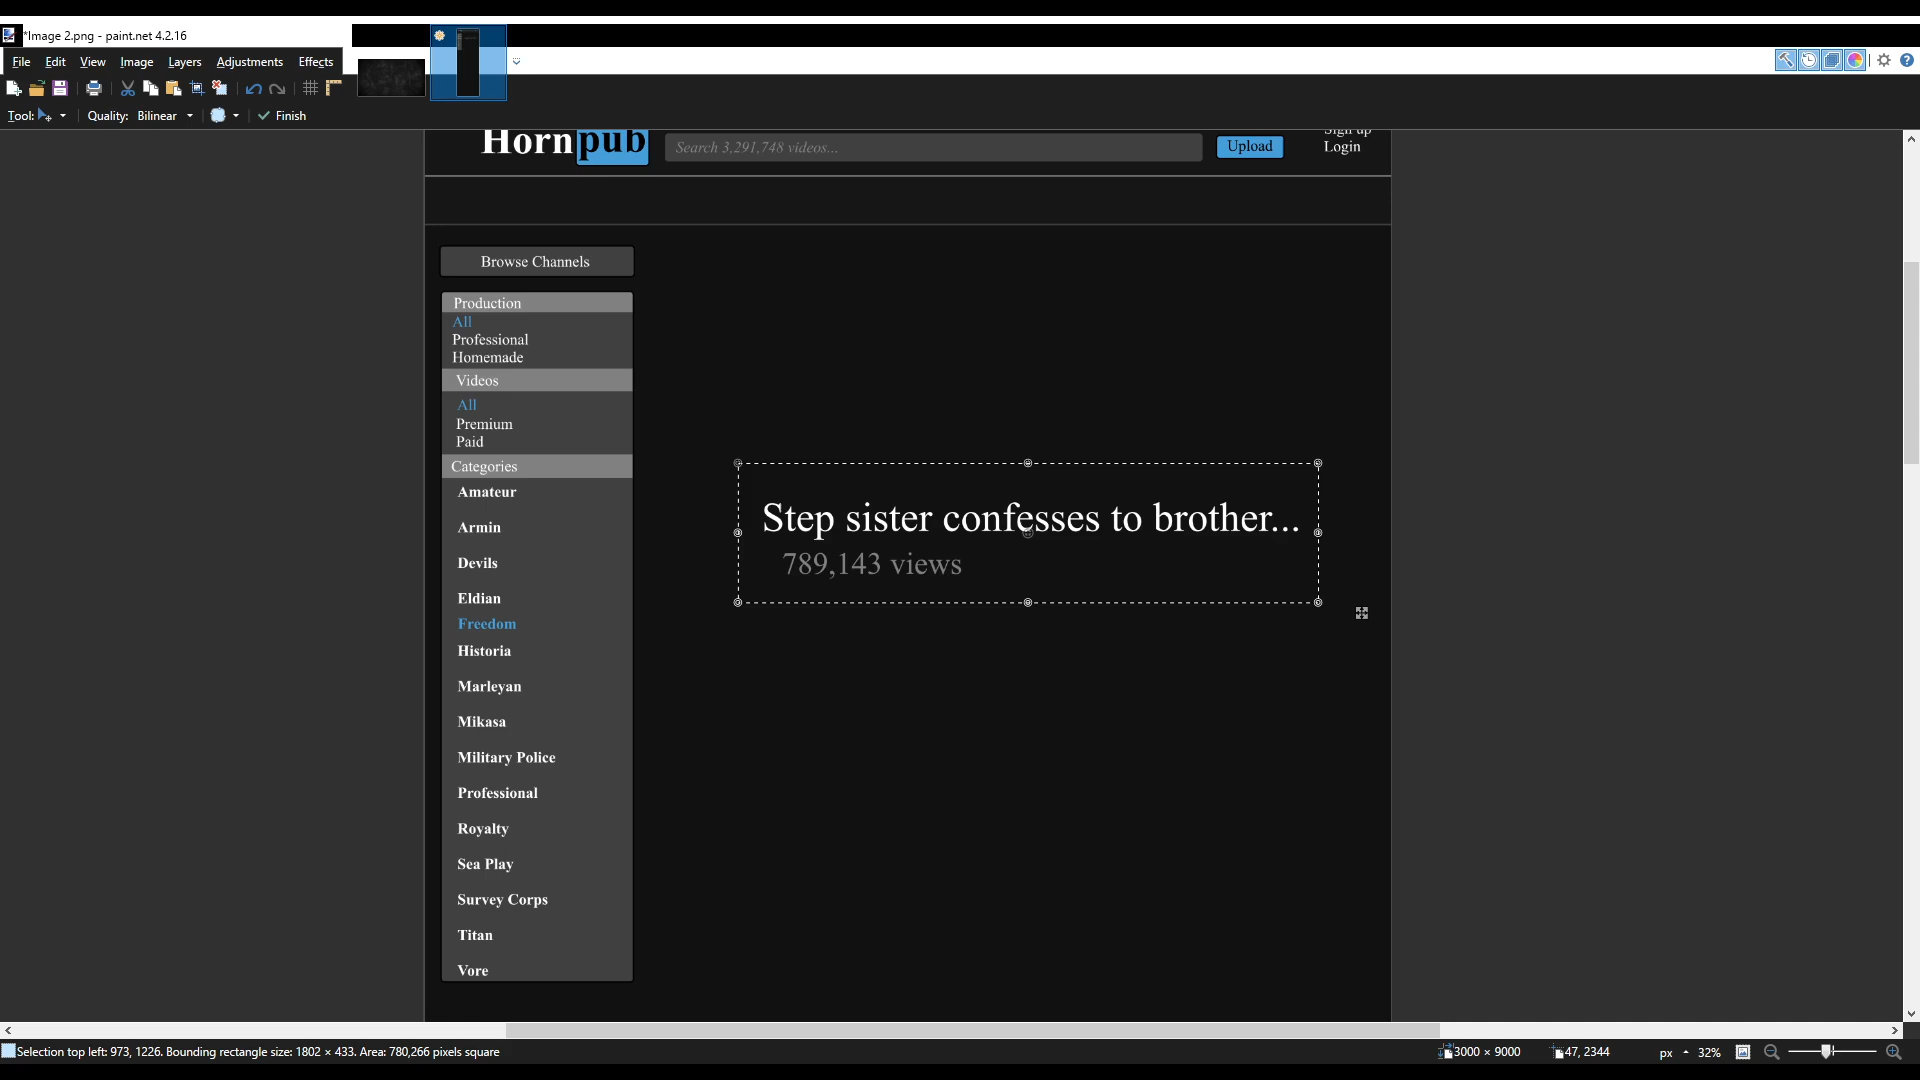 *Image 2.png - paint.net 4.2.16
File Edit View Image Layers Adjustments Effects
Tool: Quality: Bilinear Finish
Hornpub Search 3,291,748 videos... Upload
Sign up
Login
Browse Channels
Production
All
Professional
Homemade
Videos
All
Premium
Paid
Categories
Amateur
Armin
Devils
Eldian
Freedom
Historia
Marleyan
Mikasa
Military Police
Professional
Royalty
Sea Play
Survey Corps
Titan
Vore
Step sister confesses to brother...
789,143 views
Selection top left: 973, 1226. Bounding rectangle size: 1802 × 433. Area: 780,266 pixels square 3000 × 9000 47, 2344 px 32%